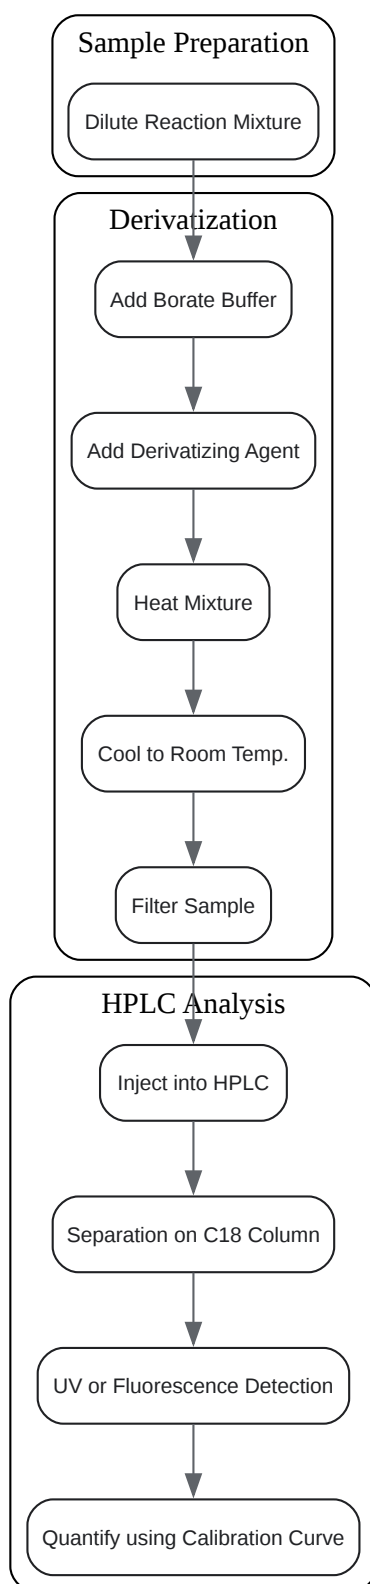 Sample Preparation
Dilute Reaction Mixture
Derivatization
Add Borate Buffer
Add Derivatizing Agent
Heat Mixture
Cool to Room Temp.
Filter Sample
HPLC Analysis
Inject into HPLC
Separation on C18 Column
UV or Fluorescence Detection
Quantify using Calibration Curve